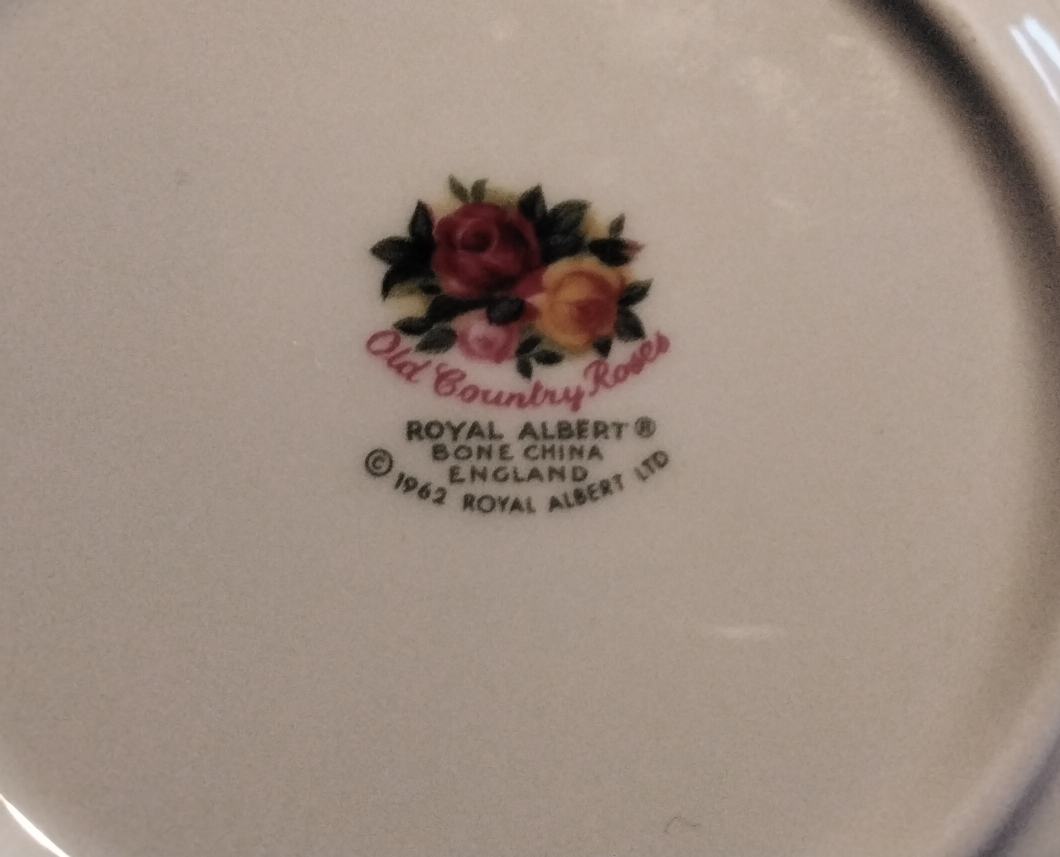 Old Country Roses
ROYAL ALBERT®
BONE CHINA
ENGLAND
© 1962 ROYAL ALBERT LTD